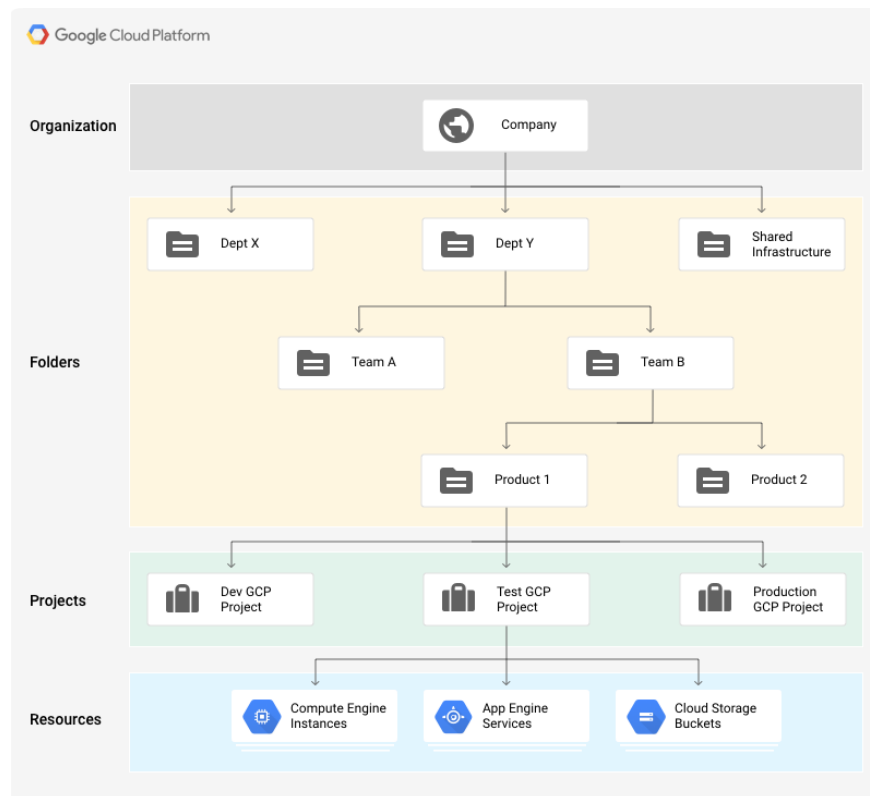 Google Cloud Platform
Organization
Company
Dept X
Dept Y
Shared
Infrastructure
Folders
Team A
Team B
Product 1
Product 2
Projects
Dev GCP
Project
Test GCP
Project
Production
GCP Project
Resources
Compute Engine
Instances
App Engine
Services
Cloud Storage
Buckets